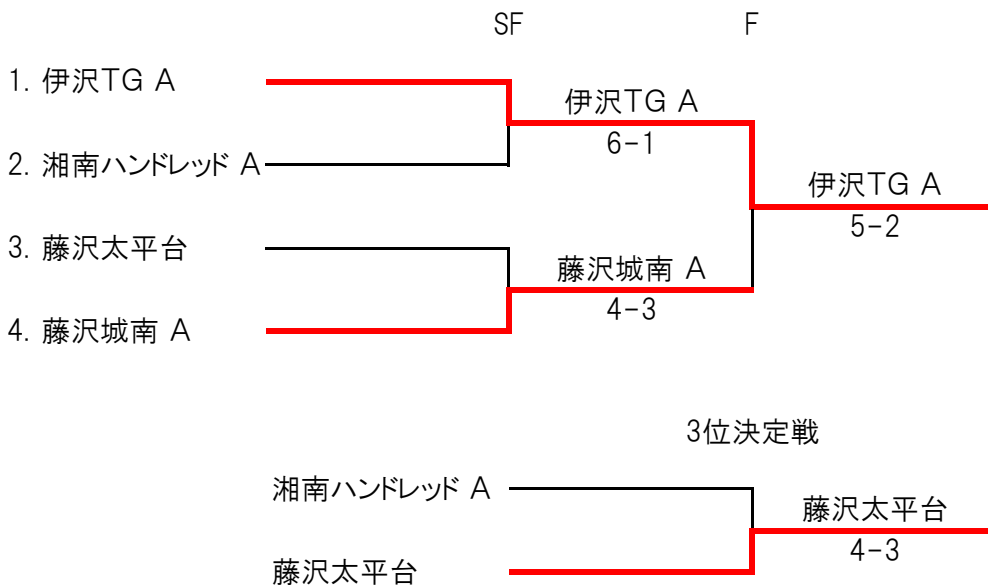 SF F
1. 伊沢TG A
伊沢TG A
6-1
2. 湘南ハンドレッド A
伊沢TG A
5-2
3. 藤沢太平台
藤沢城南 A
4-3
4. 藤沢城南 A
3位決定戦
湘南ハンドレッド A
藤沢太平台
4-3
藤沢太平台